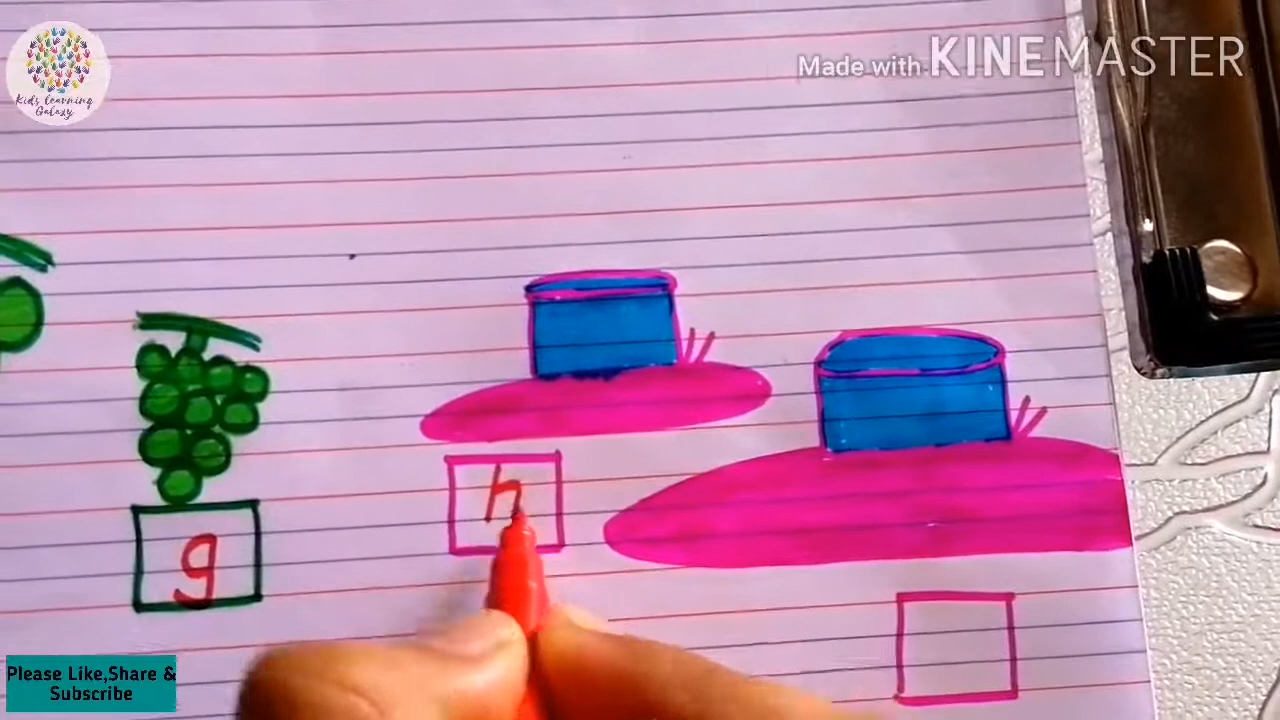 Kids Learning
Galaxy
Made with KINEMASTER
h
g
Please Like,Share &
Subscribe